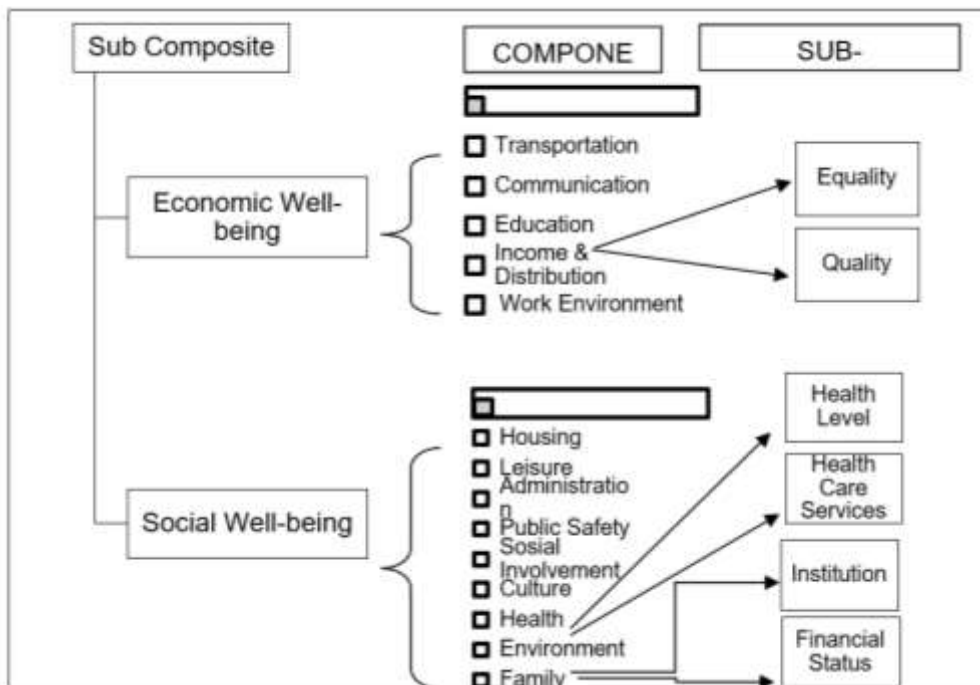 Sub Composite
COMPONE
SUB-
Transportation
Communication
Education
Income &
Distribution
Work Environment
Economic Well-
being
Equality
Quality
Housing
Leisure
Administratio
n
Public Safety
Sosial
Involvement
Culture
Health
Environment
Family
Social Well-being
Health
Level
Health
Care
Services
Institution
Financial
Status